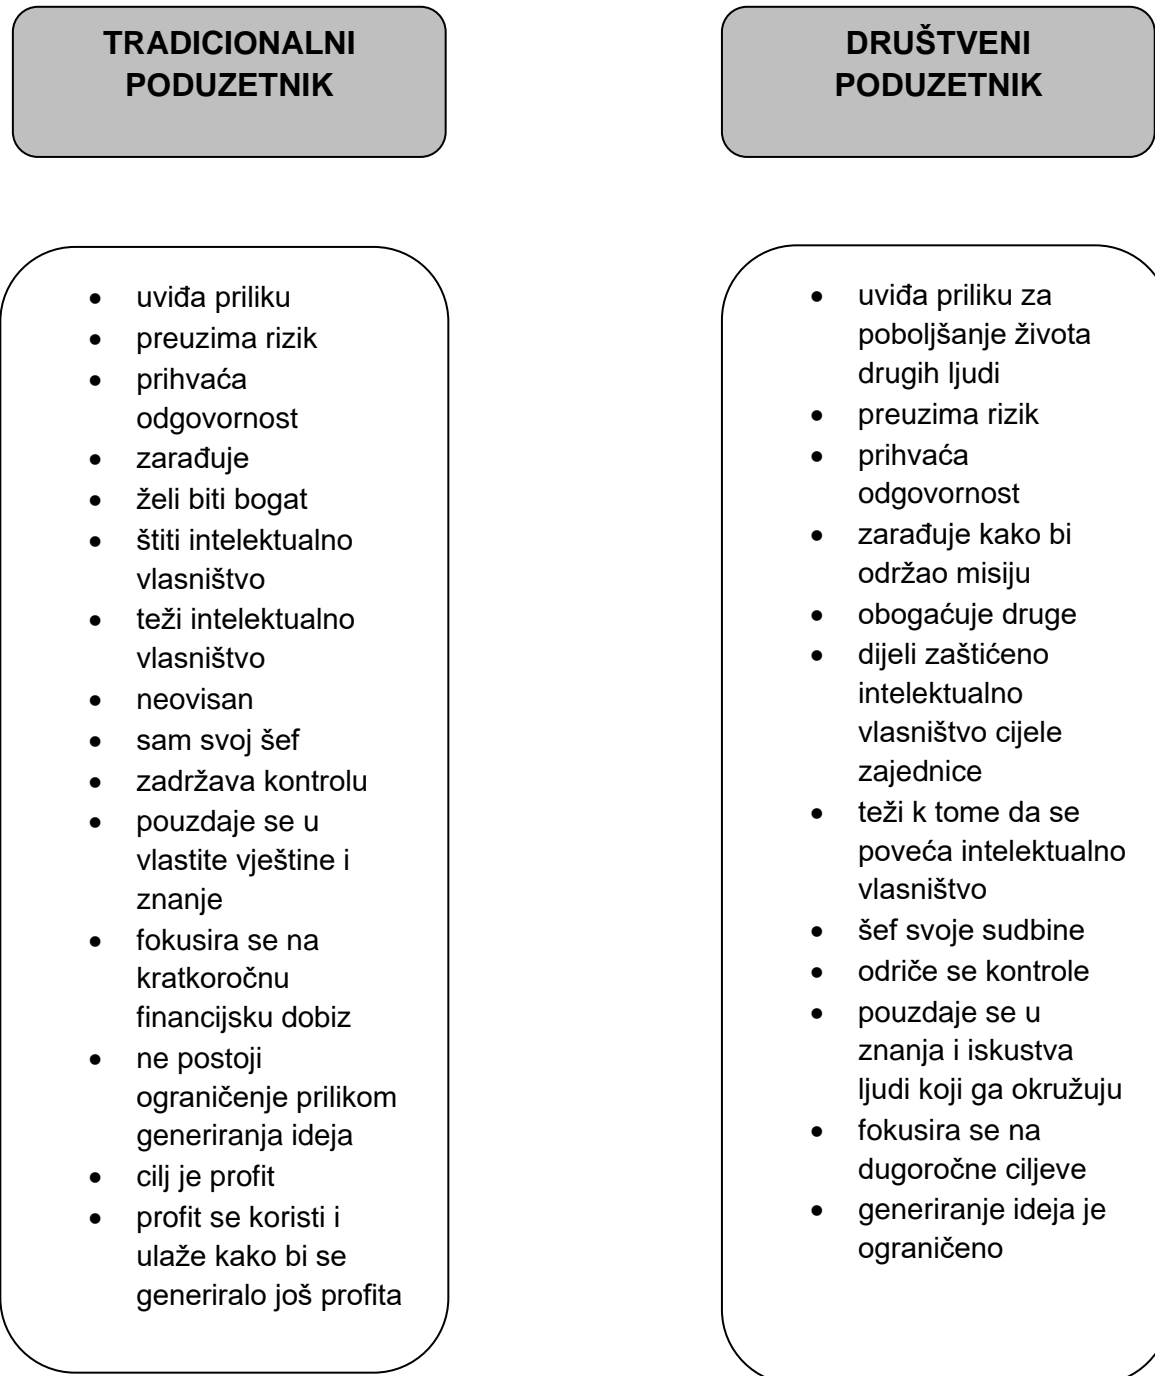 TRADICIONALNI
PODUZETNIK
DRUŠTVENI
PODUZETNIK
• uviđa priliku
• preuzima rizik
• prihvaća
odgovornost
• zarađuje
• želi biti bogat
• štiti intelektualno
vlasništvo
• teži intelektualno
vlasništvo
• neovisan
• sam svoj šef
• zadržava kontrolu
• pouzdaje se u
vlastite vještine i
znanje
• fokusira se na
kratkoročnu
financijsku dobiz
• ne postoji
ograničenje prilikom
generiranja ideja
• cilj je profit
• profit se koristi i
ulaže kako bi se
generiralo još profita
• uviđa priliku za
poboljšanje života
drugih ljudi
• preuzima rizik
• prihvaća
odgovornost
• zarađuje kako bi
održao misiju
• obogaćuje druge
• dijeli zaštićeno
intelektualno
vlasništvo cijele
zajednice
• teži k tome da se
poveća intelektualno
vlasništvo
• šef svoje sudbine
• odriče se kontrole
• pouzdaje se u
znanja i iskustva
ljudi koji ga okružuju
• fokusira se na
dugoročne ciljeve
• generiranje ideja je
ograničeno